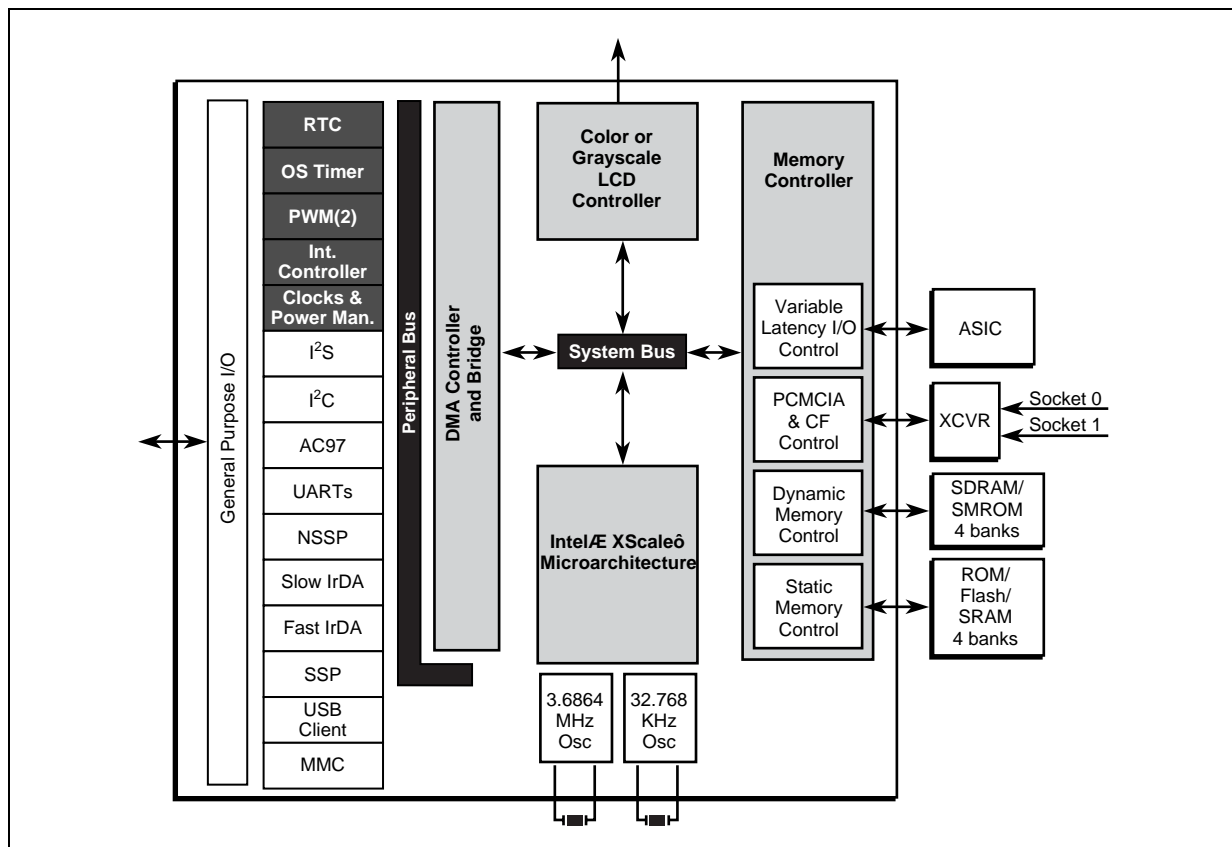 General Purpose I/O
RTC
OS Timer
PWM(2)
Int.
Controller
Clocks &
Power Man.
I²S
I²C
AC97
UARTs
NSSP
Slow IrDA
Fast IrDA
SSP
USB
Client
MMC
Peripheral Bus
DMA Controller
and Bridge
Color or
Grayscale
LCD
Controller
System Bus
IntelÆ XScaleô
Microarchitecture
3.6864
MHz
Osc
32.768
KHz
Osc
Memory
Controller
Variable
Latency I/O
Control
PCMCIA
& CF
Control
Dynamic
Memory
Control
Static
Memory
Control
ASIC
XCVR
Socket 0
Socket 1
SDRAM/
SMROM
4 banks
ROM/
Flash/
SRAM
4 banks